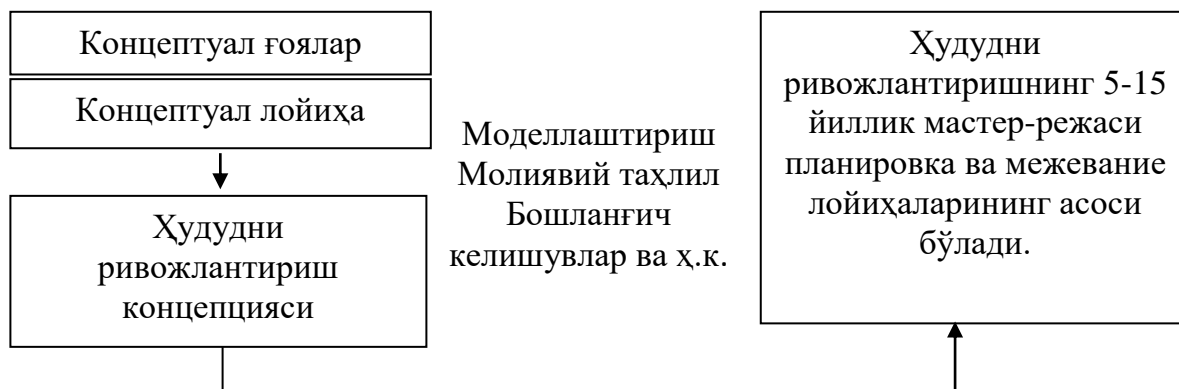 Концептуал ғоялар
Концептуал лойиҳа
Ҳудудни
ривожлантириш
концепцияси
Моделлаштириш
Молиявий таҳлил
Бошланғич
келишувлар ва ҳ.к.
Ҳудудни
ривожлантиришнинг 5-15
йиллик мастер-режаси
планировка ва межевание
лойиҳаларининг асоси
бўлади.